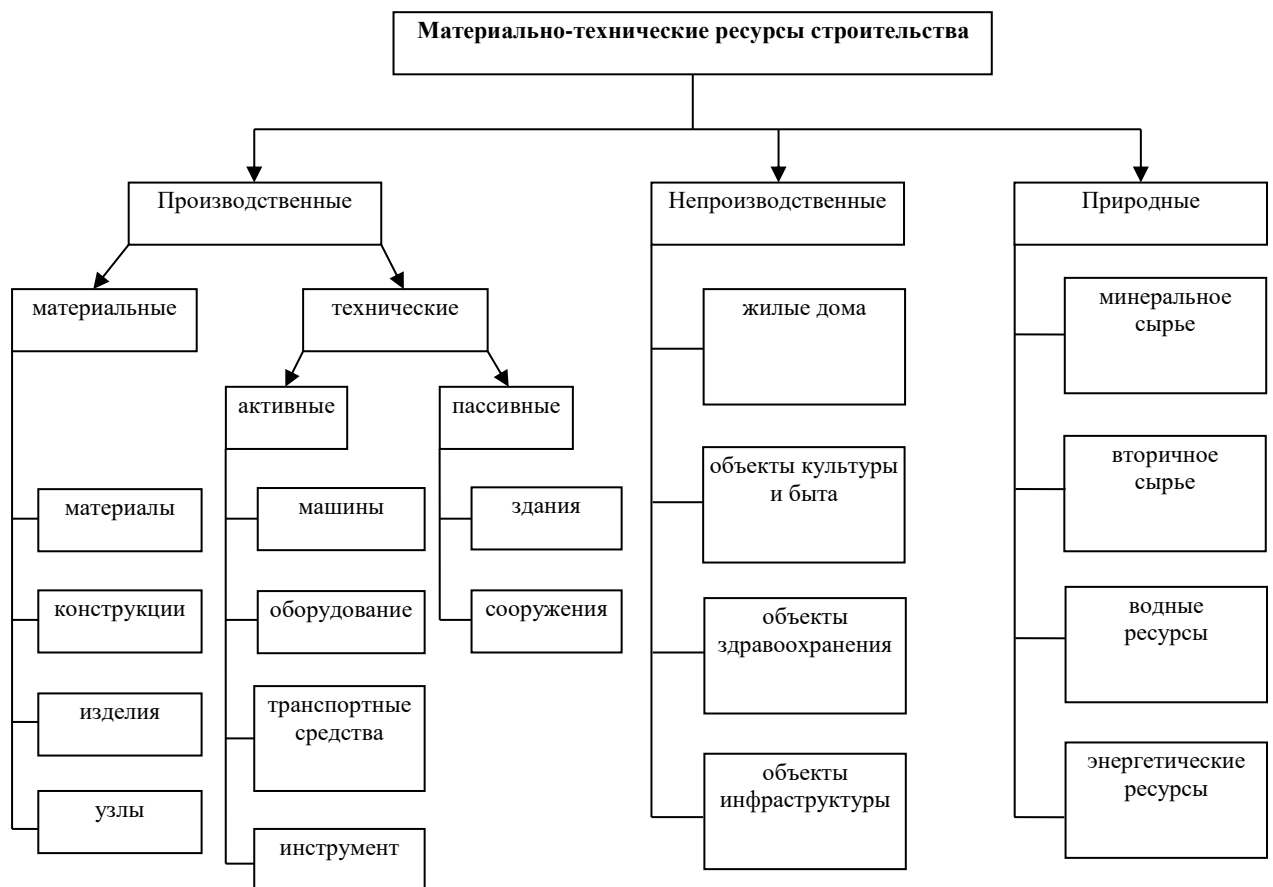 Материально-технические ресурсы строительства
Производственные
Непроизводственные
Природные
материальные
технические
жилые дома
минеральное
сырье
активные
пассивные
объекты культуры
и быта
вторичное
сырье
материалы
машины
здания
конструкции
оборудование
сооружения
объекты
здравоохранения
водные
ресурсы
изделия
транспортные
средства
объекты
инфраструктуры
энергетические
ресурсы
узлы
инструмент